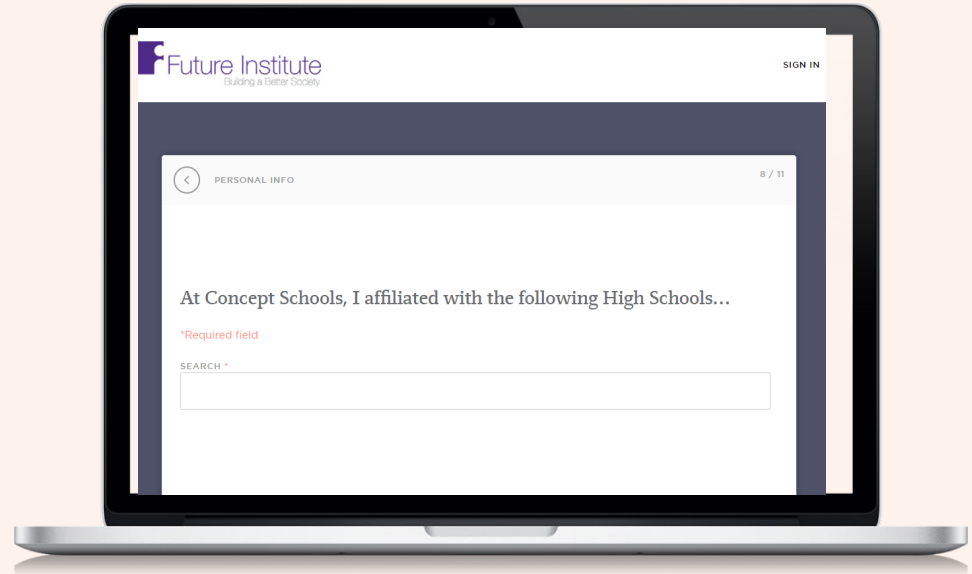 Future Institute
Building a Better Society
SIGN IN
PERSONAL INFO
8 / 11
At Concept Schools, I affiliated with the following High Schools...
*Required field
SEARCH *